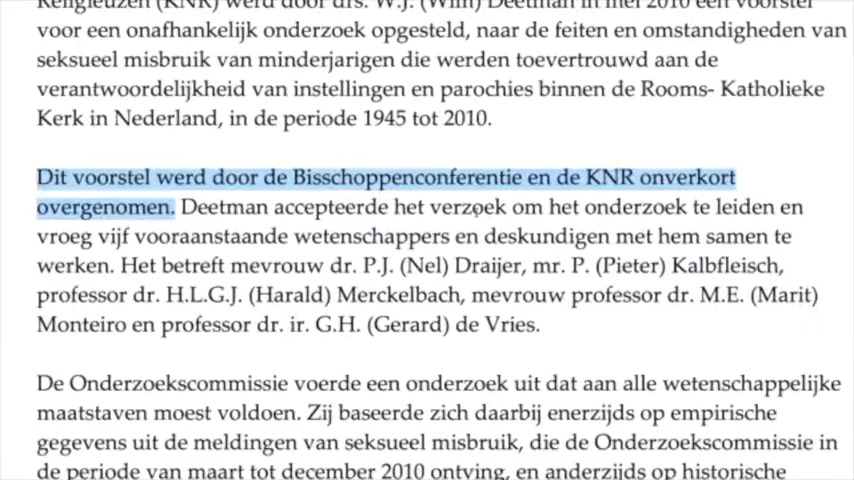 Religieuzen (KNR) werd door drs. W.J. (Wim) Deetman in mei 2010 een voorstel
voor een onafhankelijk onderzoek opgesteld, naar de feiten en omstandigheden van
seksueel misbruik van minderjarigen die werden toevertrouwd aan de
verantwoordelijkheid van instellingen en parochies binnen de Rooms- Katholieke
Kerk in Nederland, in de periode 1945 tot 2010.
Dit voorstel werd door de Bisschoppenconferentie en de KNR onverkort
overgenomen. Deetman accepteerde het verzoek om het onderzoek te leiden en
vroeg vijf vooraanstaande wetenschappers en deskundigen met hem samen te
werken. Het betreft mevrouw dr. P.J. (Nel) Draijer, mr. P. (Pieter) Kalbfleisch,
professor dr. H.L.G.J. (Harald) Merckelbach, mevrouw professor dr. M.E. (Marit)
Monteiro en professor dr. ir. G.H. (Gerard) de Vries.
De Onderzoekscommissie voerde een onderzoek uit dat aan alle wetenschappelijke
maatstaven moest voldoen. Zij baseerde zich daarbij enerzijds op empirische
gegevens uit de meldingen van seksueel misbruik, die de Onderzoekscommissie in
de periode van maart tot december 2010 ontving, en anderzijds op historische